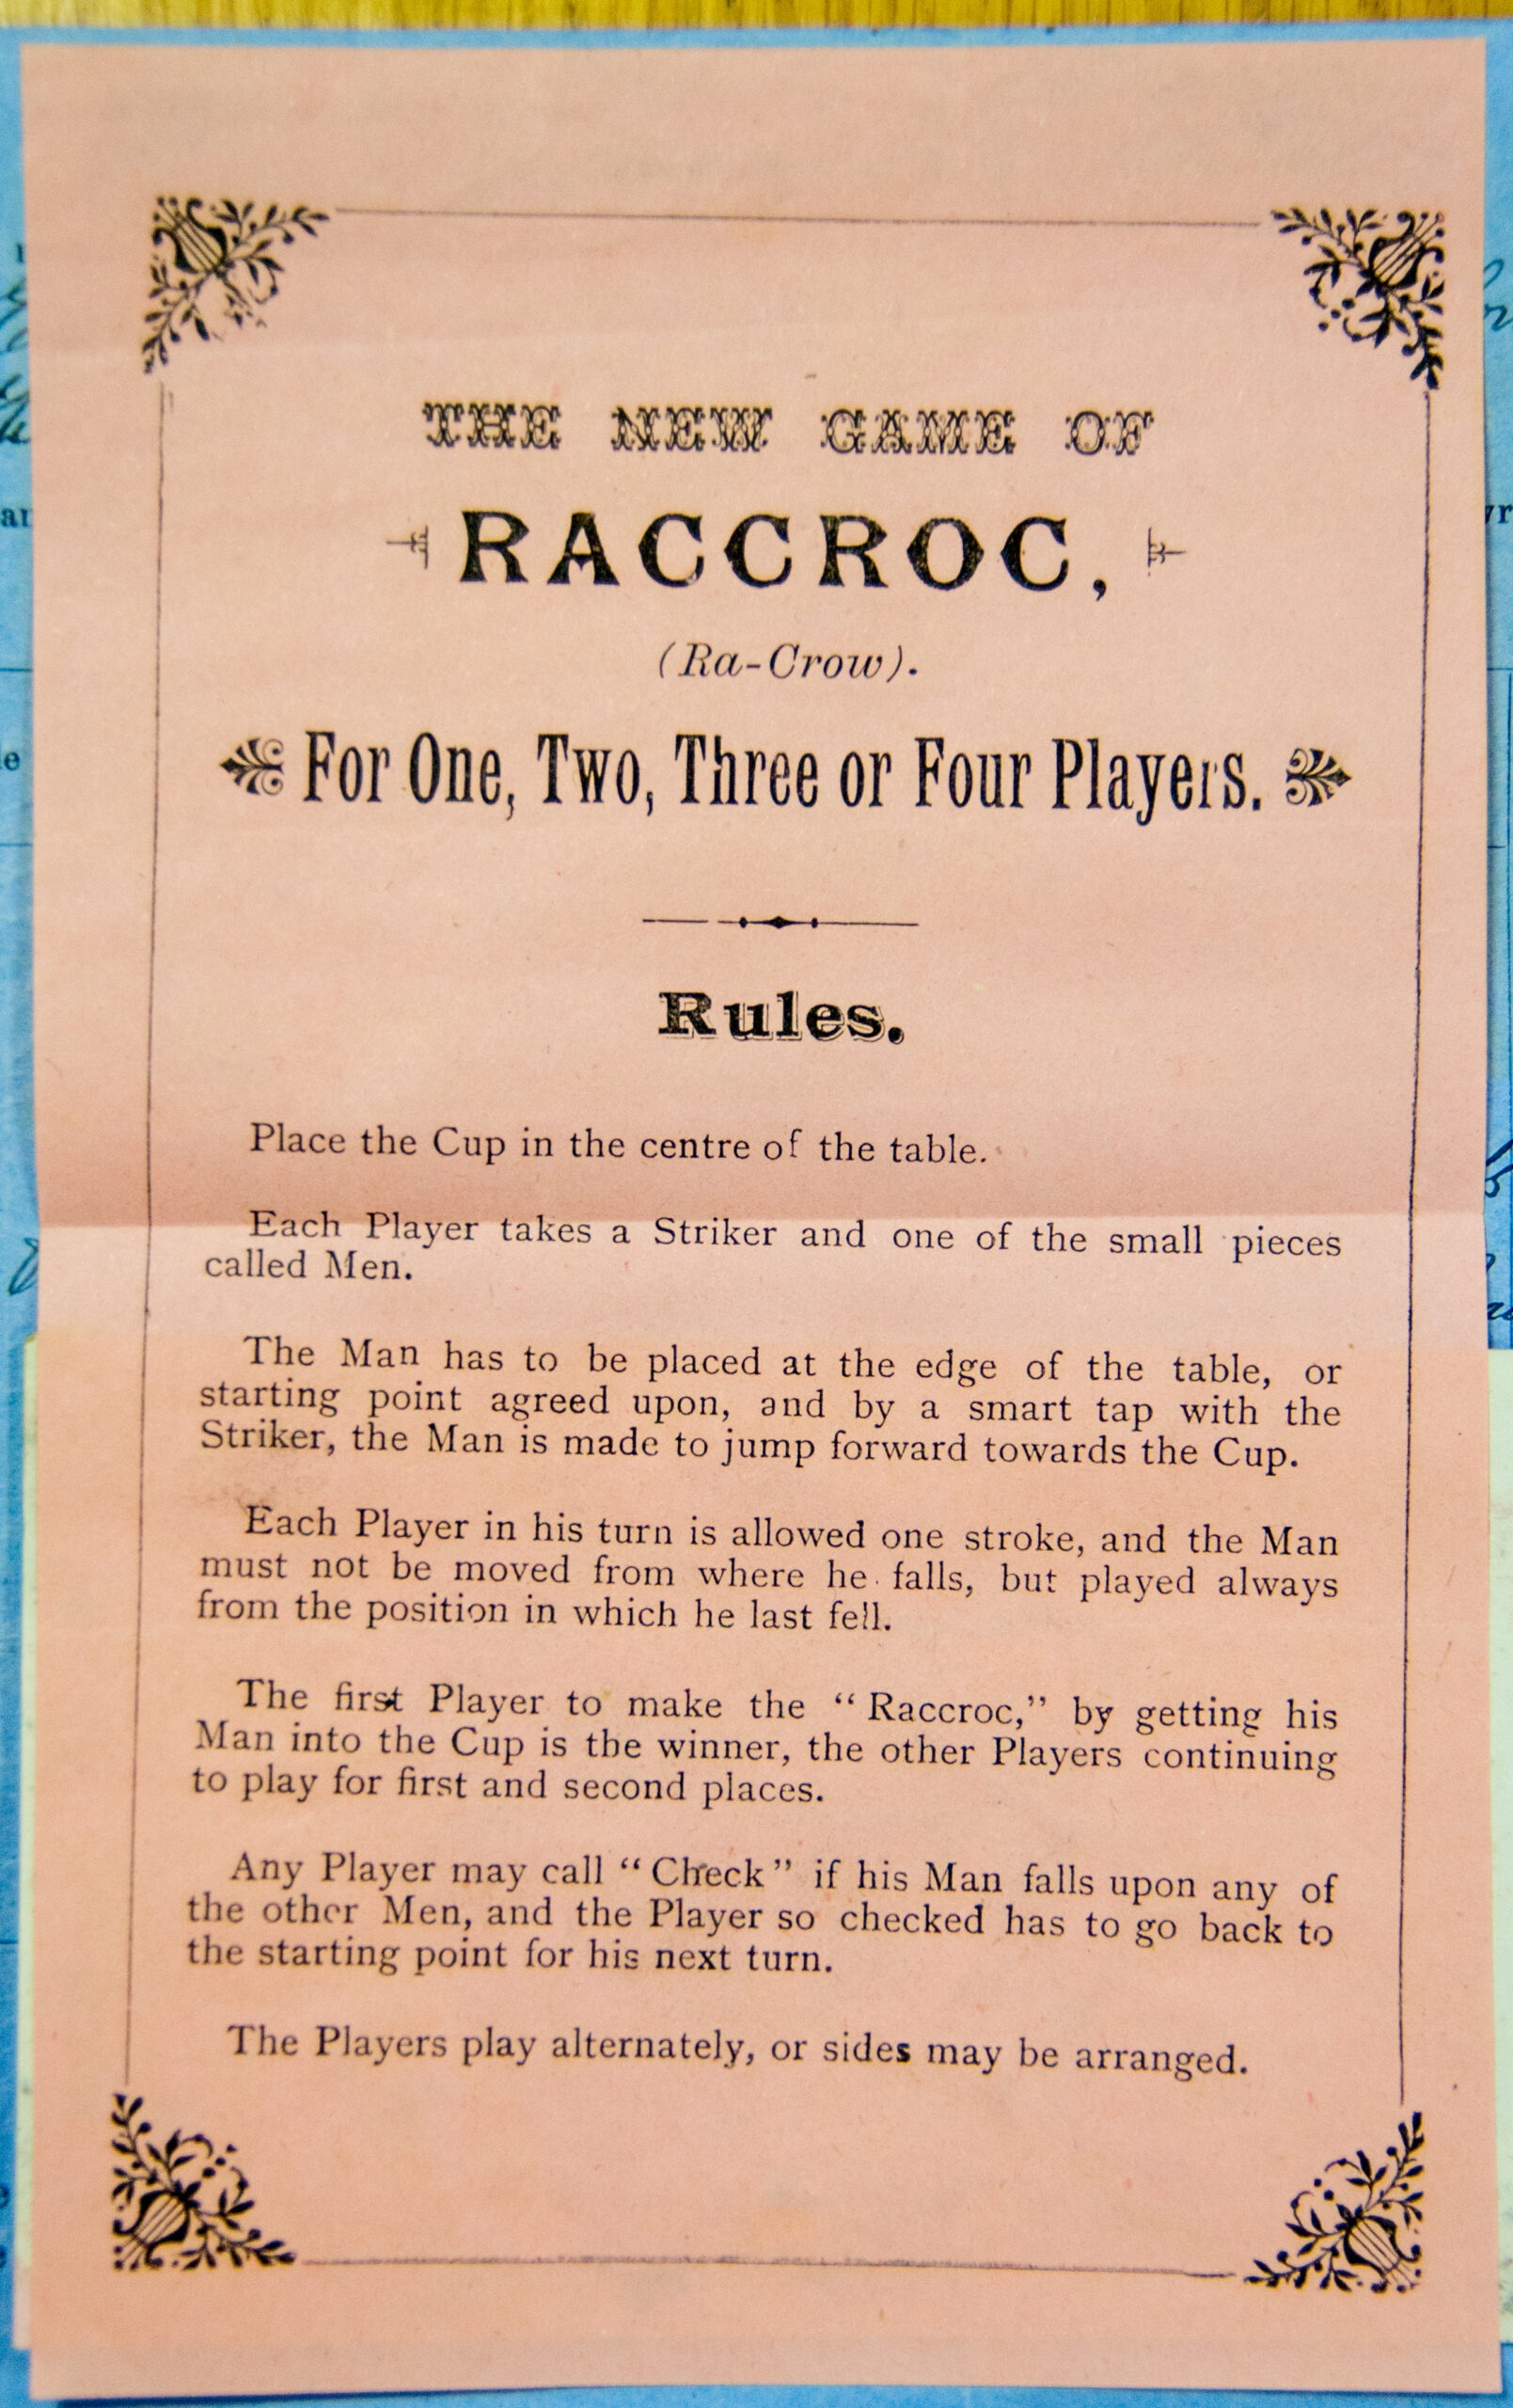 THE NEW GAME OF
RACCROC,
(Ra-Crow).
For One, Two, Three or Four Players.
Rules.
Place the Cup in the centre of the table.
Each Player takes a Striker and one of the small pieces
called Men.
The Man has to be placed at the edge of the table, or
starting point agreed upon, and by a smart tap with the
Striker, the Man is made to jump forward towards the Cup.
Each Player in his turn is allowed one stroke, and the Man
must not be moved from where he falls, but played always
from the position in which he last fell.
The first Player to make the "Raccroc," by getting his
Man into the Cup is the winner, the other Players continuing
to play for first and second places.
Any Player may call "Check" if his Man falls upon any of
the other Men, and the Player so checked has to go back to
the starting point for his next turn.
The Players play alternately, or sides may be arranged.